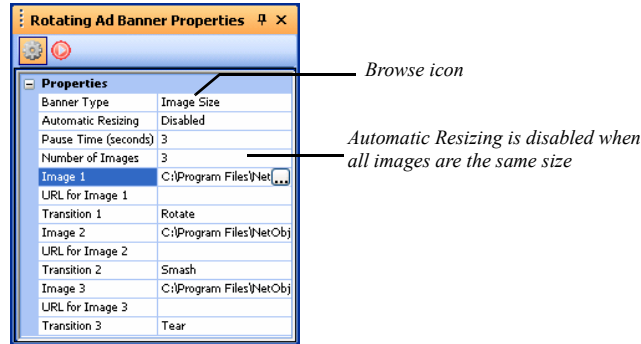 Rotating Ad Banner Properties
Properties
Browse icon
Banner Type Image Size
Automatic Resizing Disabled
Pause Time (seconds) 3
Automatic Resizing is disabled when
all images are the same size
Number of Images 3
Image 1 C:\Program Files\Net ...
URL for Image 1
Transition 1 Rotate
Image 2 C:\Program Files\NetObj
URL for Image 2
Transition 2 Smash
Image 3 C:\Program Files\NetObj
URL for Image 3
Transition 3 Tear